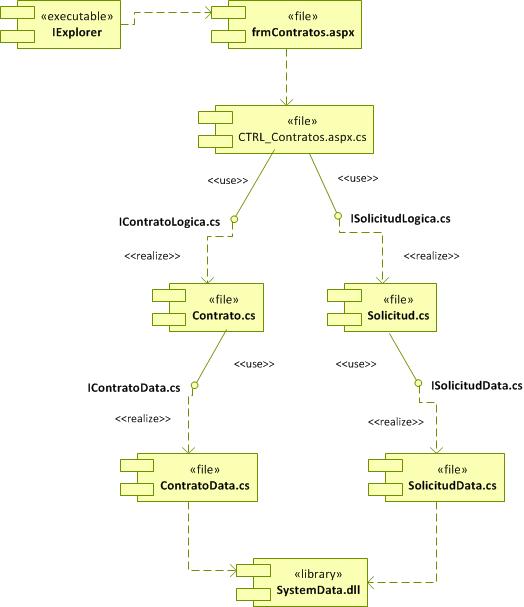 «executable»
IExplorer
«file»
frmContratos.aspx
«file»
CTRL_Contratos.aspx.cs
<<use>>
<<use>>
IContratoLogica.cs
ISolicitudLogica.cs
<<realize>>
<<realize>>
«file»
Contrato.cs
«file»
Solicitud.cs
<<use>>
<<use>>
IContratoData.cs
ISolicitudData.cs
<<realize>>
<<realize>>
«file»
ContratoData.cs
«file»
SolicitudData.cs
«library»
SystemData.dll